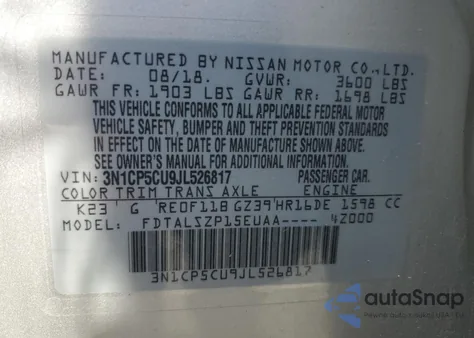 MANUFACTURED BY NISSAN MOTOR CO.,LTD.
DATE: 08/18. GVWR: 3600 LBS
GAWR FR: 1903 LBS GAWR RR: 1698 LBS
THIS VEHICLE CONFORMS TO ALL APPLICABLE FEDERAL MOTOR
VEHICLE SAFETY, BUMPER AND THEFT PREVENTION STANDARDS
IN EFFECT ON THE DATE OF MANUFACTURE SHOWN ABOVE.
SEE OWNER'S MANUAL FOR ADDITIONAL INFORMATION.
VIN: 3N1CP5CU9JL526817 PASSENGER CAR.
COLOR TRIM TRANS AXLE ENGINE
K23 G RE0F11B GZ39 HR16DE 1598 CC
MODEL: FDTALSZP15EUAA---- 4Z000
3N1CP5CU9JL526817
autaSnap